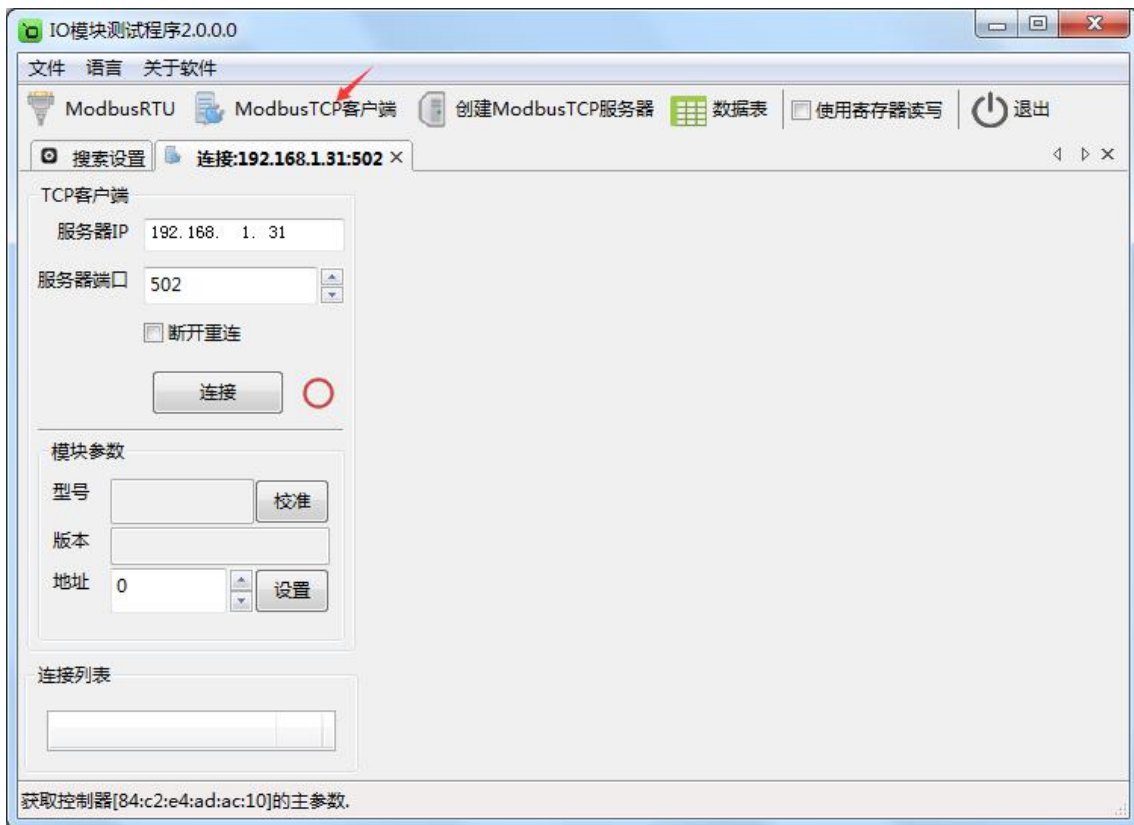 IO模块测试程序2.0.0.0
文件 语言 关于软件
ModbusRTU ModbusTCP客户端 创建ModbusTCP服务器 数据表 使用寄存器读写 退出
搜索设置 连接:192.168.1.31:502
TCP客户端
服务器IP 192.168. 1. 31
服务器端口 502
断开重连
连接
模块参数
型号 校准
版本
地址 0 设置
连接列表
获取控制器[84:c2:e4:ad:ac:10]的主参数.